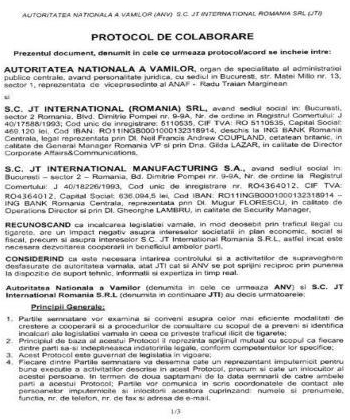 AUTORITATEA NATIONALA A VAMILOR (ANV) S.C. JT INTERNATIONAL ROMANIA SRL (JTI)
PROTOCOL DE COLABORARE
Prezentul document, denumit in cele ce urmeaza protocol/acord se incheie intre:
AUTORITATEA NATIONALA A VAMILOR, organ de specialitate al administratiei
publice centrale, avand personalitate juridica, cu sediul in Bucuresti, str. Matei Millo nr. 13,
sector 1, reprezentata de vicepresedinte al ANAF - Radu Traian Marginean
si
S.C. JT INTERNATIONAL (ROMANIA) SRL, avand sediul social in: Bucuresti,
sector 2 Romania, Blvd. Dimitrie Pompei nr. 9-9A, Nr. de ordine in Registrul Comertului J
40/17588/1993; Cod unic de inregistrare: 5110535, CIF TVA: RO 5110535, Capital Social:
469.120 lei, Cod IBAN: deschis la ING BANK Romania
Centrala, legal reprezentata prin Dl. Neil Francis Andrew COUPLAND, cetatean britanic, in
calitate de General Manager Romania VP si prin Dna. Gilda LAZAR, in calitate de Director
Corporate Affairs&Communications,
S.C. JT INTERNATIONAL MANUFACTURING S.A., avand sediul social in:
Bucuresti – sector 2 – Romania, Bd. Dimitrie Pompei nr. 9-9A, Nr. de ordine la Registrul
Comertului: J 40/18226/1993, Cod unic de inregistrare nr. RO4364012, CIF TVA:
RO4364012, Capital Social: 636.094,5 lei, Cod IBAN: –
ING BANK Romania Centrala, reprezentata prin Dl. Mugur FLORESCU, in calitate de
Operations Director si prin Dl. Gheorghe LAMBRU, in calitate de Security Manager,
RECUNOSCAND ca incalcarea legislatiei vamale, in mod deosebit prin traficul ilegal cu
tigarete, are un impact negativ asupra intereselor societatii in plan economic, social si
fiscal, precum si asupra intereselor S.C. JT International Romania S.R.L, astfel incat este
necesara dezvoltarea cooperarii in beneficiul ambelor parti,
CONSIDERIND ca este necesara intarirea controlului si a activitatilor de supraveghere
desfasurate de autoritatea vamala, atat JTI cat si ANV se pot sprijini reciproc prin punerea
la dispozitie de suport tehnic, informatii si expertiza in timp real.
Autoritatea Nationala a Vamilor (denumita in cele ce urmeaza ANV) si S.C. JT
International Romania S.R.L (denumita in continuare JTI) au decis urmatoarele:
Principii Generale:
1. Partile semnatare vor examina si conveni asupra celor mai eficiente modalitati de
crestere a cooperarii si a procedurilor de consultare cu scopul de a preveni si identifica
incalcari ale legislatiei vamale in ceea ce priveste traficul ilicit de tigarete;
2. Principiul de baza al acestui Protocol il reprezinta sprijinul mutual cu scopul ca fiecare
dintre parti sa-si indeplineasca indatoririle legale, conform competentelor lor specifice;
3. Acest Protocol este guvernat de legislatia in vigoare;
4. Fiecare dintre Partile semnatare va desemna cate un reprezentant imputernicit pentru
buna executie a activitatilor descrise in acest Protocol, precum si cate un inlocuitor al
acestei persoane. In termen de doua saptamani de la data semnarii de catre ambele
parti a acestui Protocol; Partile vor comunica in scris coordonatele de contact ale
persoanelor imputernicite si inlocuitorii acestora cuprinzand: numele si prenumele,
functia, nr. de telefon, nr. de fax si adresa de e-mail.
1/3